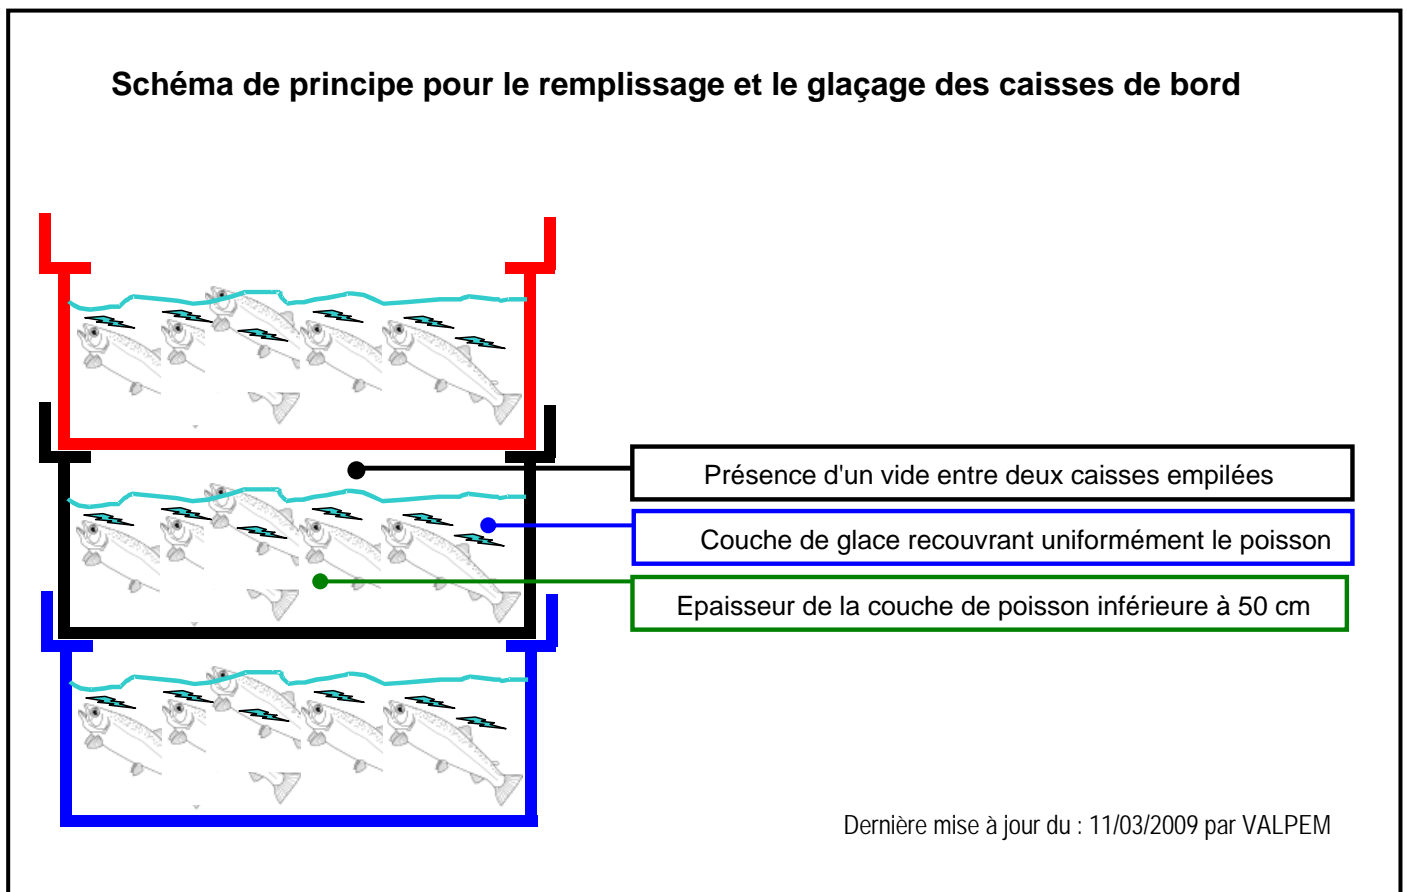 Schéma de principe pour le remplissage et le glaçage des caisses de bord
Présence d'un vide entre deux caisses empilées
Couche de glace recouvrant uniformément le poisson
Epaisseur de la couche de poisson inférieure à 50 cm
Dernière mise à jour du : 11/03/2009 par VALPEM